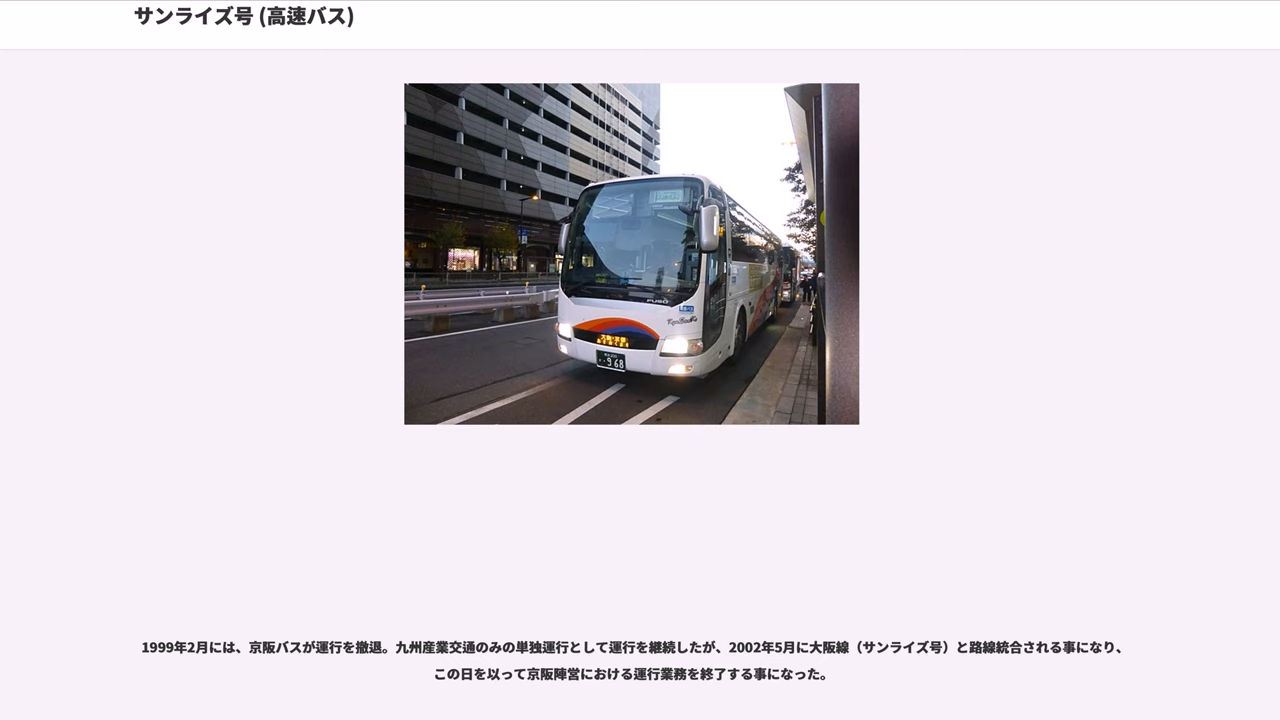 サンライズ号 (高速バス)
FUSO
968
1999年2月には、京阪バスが運行を撤退。九州産業交通のみの単独運行として運行を継続したが、2002年5月に大阪線（サンライズ号）と路線統合される事になり、
この日を以って京阪陣営における運行業務を終了する事になった。